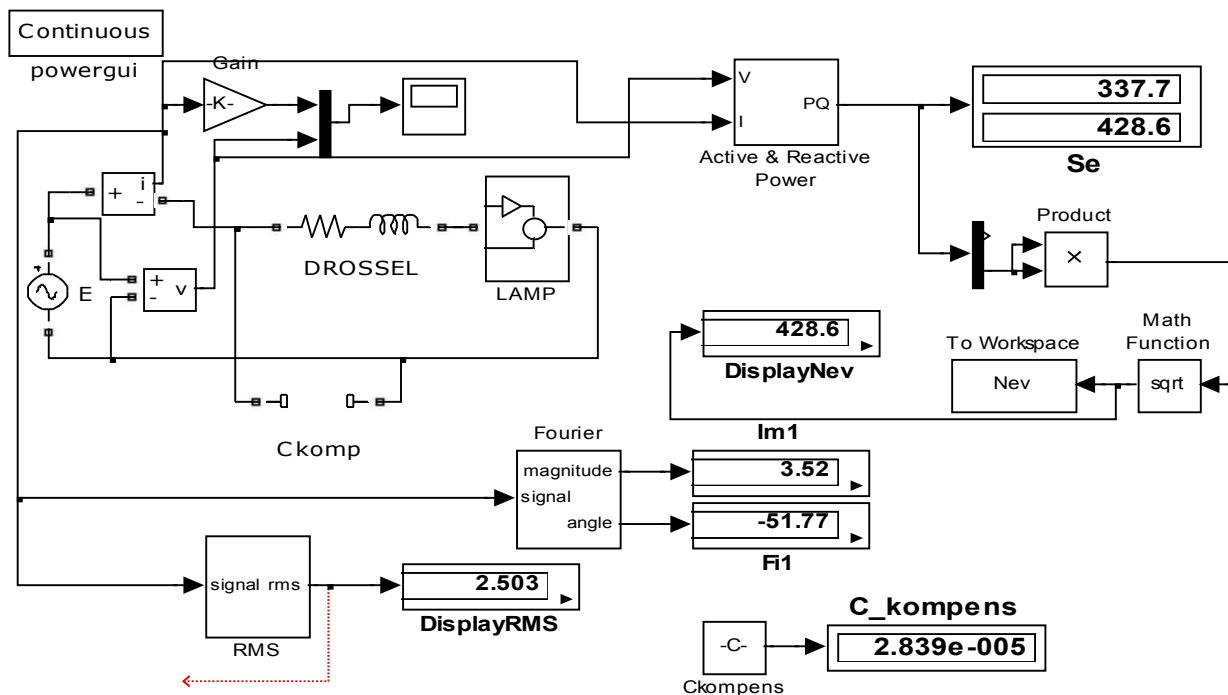 Continuous
powergui
Gain
-K-
V
I
PQ
Active & Reactive
Power
337.7
428.6
Se
+
i
-
DROSSEL
LAMP
Product
X
E
+
-
v
428.6
DisplayNev
To Workspace
Nev
Math
Function
sqrt
Ckomp
Fourier
magnitude
signal
angle
Im1
3.52
-51.77
Fi1
signal rms
RMS
2.503
DisplayRMS
C_kompens
-C-
Ckompens
2.839e-005